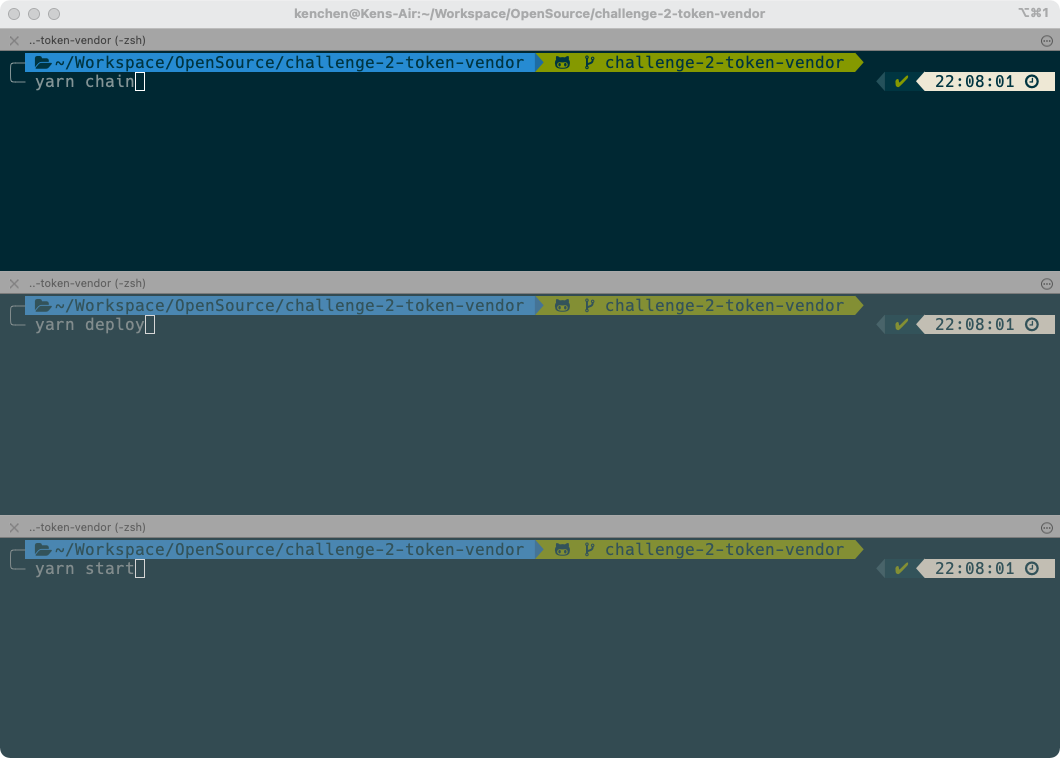 kenchen@Kens-Air:~/Workspace/OpenSource/challenge-2-token-vendor ⌥⌘1
..-token-vendor (-zsh)
~/Workspace/OpenSource/challenge-2-token-vendor challenge-2-token-vendor
yarn chain ✔ 22:08:01
..-token-vendor (-zsh)
~/Workspace/OpenSource/challenge-2-token-vendor challenge-2-token-vendor
yarn deploy ✔ 22:08:01
..-token-vendor (-zsh)
~/Workspace/OpenSource/challenge-2-token-vendor challenge-2-token-vendor
yarn start ✔ 22:08:01